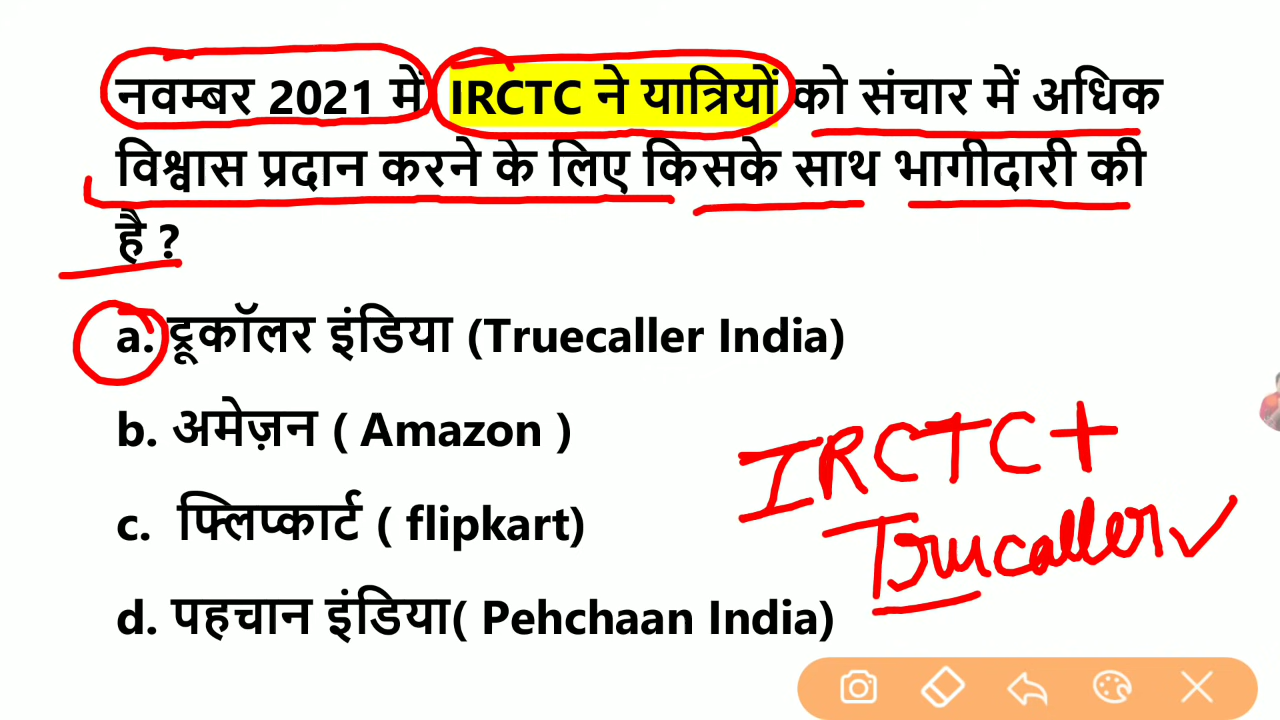 नवम्बर 2021 में IRCTC ने यात्रियों को संचार में अधिक
विश्वास प्रदान करने के लिए किसके साथ भागीदारी की
है ?
a. ट्रूकॉलर इंडिया (Truecaller India)
b. अमेज़न ( Amazon )
c. फ्लिप्कार्ट ( flipkart)
d. पहचान इंडिया( Pehchaan India)
IRCTC +
Truecaller